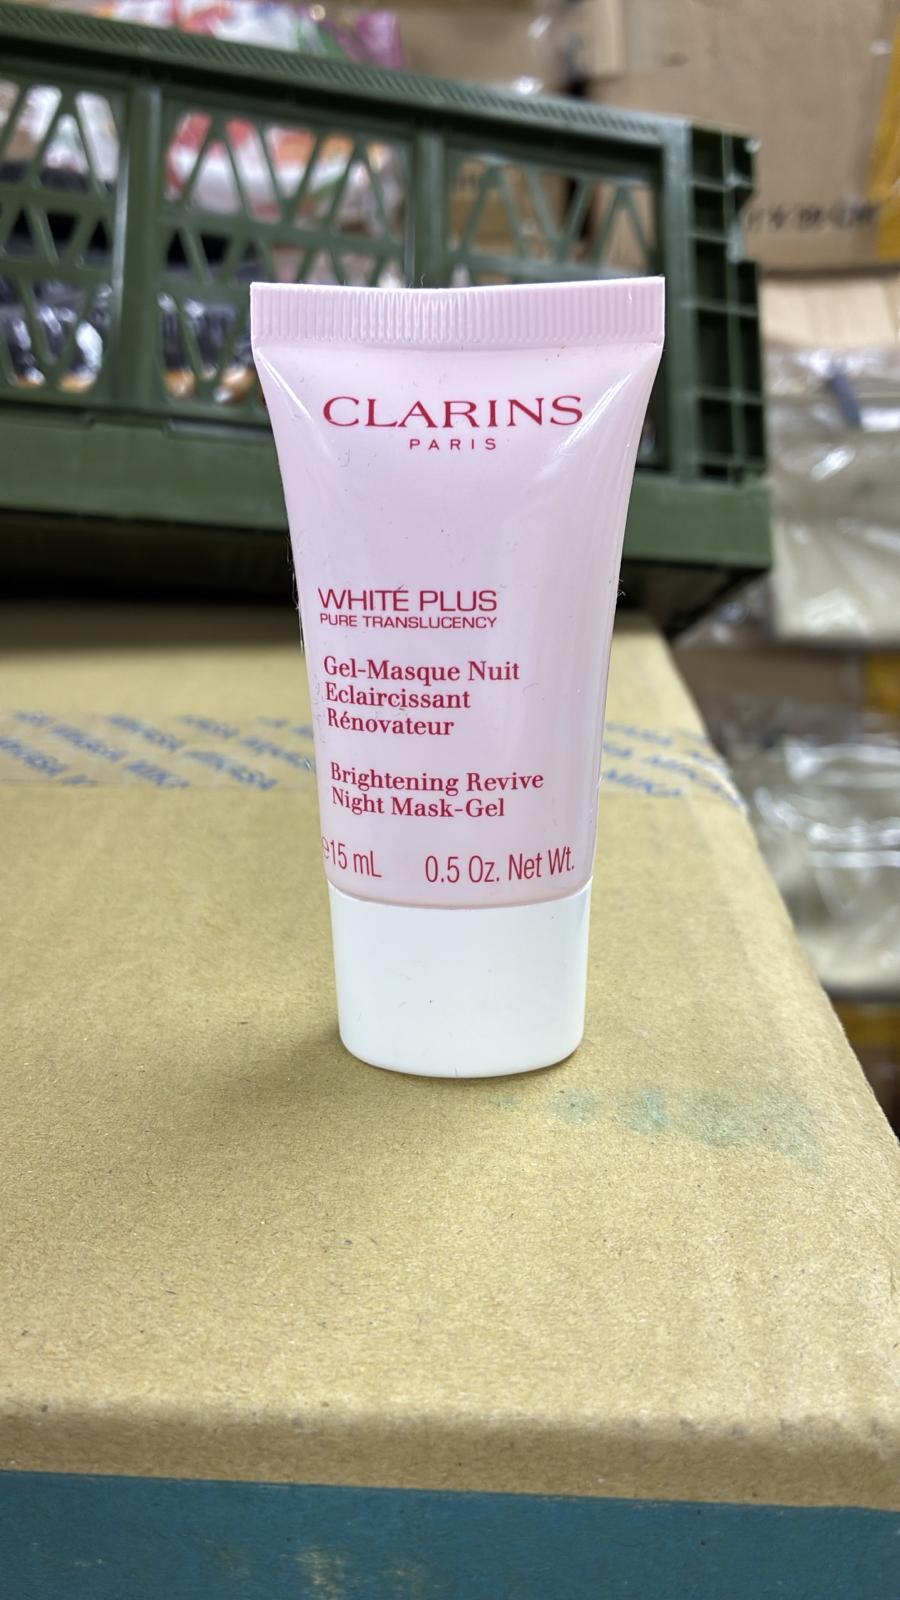 CLARINS
PARIS
WHITE PLUS
PURE TRANSLUCENCY
Gel-Masque Nuit
Eclaircissant
Rénovateur
Brightening Revive
Night Mask-Gel
℮15 mL 0.5 Oz. Net Wt.